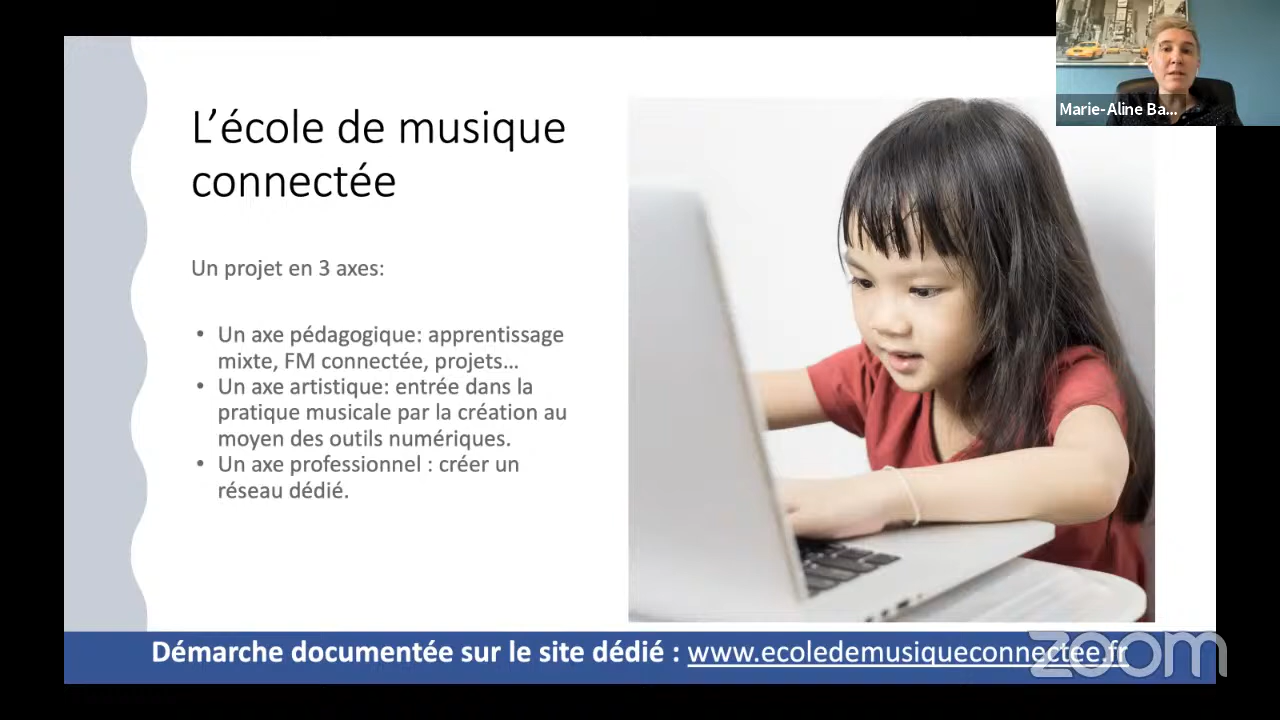 L'école de musique
connectée
Un projet en 3 axes:
• Un axe pédagogique: apprentissage
mixte, FM connectée, projets…
• Un axe artistique: entrée dans la
pratique musicale par la création au
moyen des outils numériques.
• Un axe professionnel : créer un
réseau dédié.
Démarche documentée sur le site dédié : www.ecoledemusiqueconnectee.fr
Marie-Aline Ba...
zoom